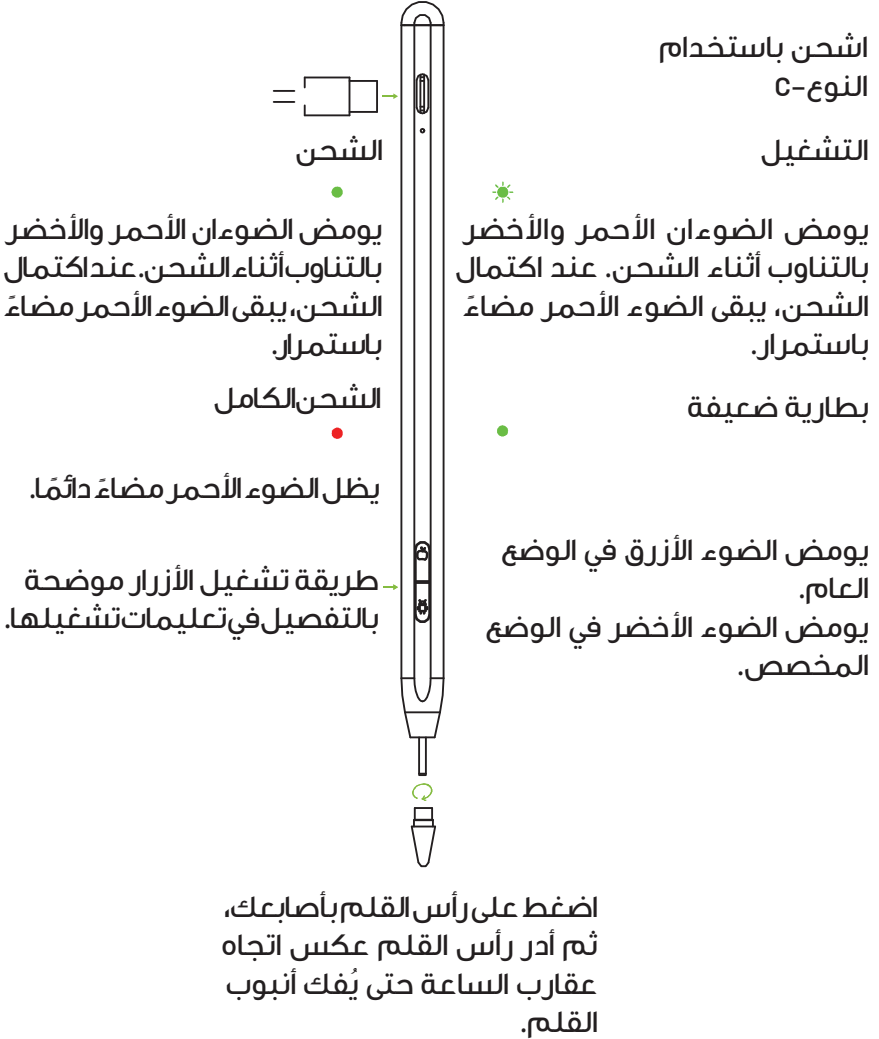 اشحن باستخدام
النوع-C
التشغيل
يومض الضوءان الأحمر والأخضر
بالتناوب أثناء الشحن. عند اكتمال
الشحن، يبقى الضوء الأحمر مضاءً
باستمرار.
بطارية ضعيفة
يومض الضوء الأزرق في الوضع
العام.
يومض الضوء الأخضر في الوضع
المخصص.
الشحن
يومض الضوءان الأحمر والأخضر
بالتناوب أثناء الشحن. عند اكتمال
الشحن، يبقى الضوء الأحمر مضاءً
باستمرار.
الشحن الكامل
يظل الضوء الأحمر مضاءً دائمًا.
طريقة تشغيل الأزرار موضحة
بالتفصيل في تعليمات تشغيلها.
اضغط على رأس القلم بأصابعك،
ثم أدر رأس القلم عكس اتجاه
عقارب الساعة حتى يُفك أنبوب
القلم.